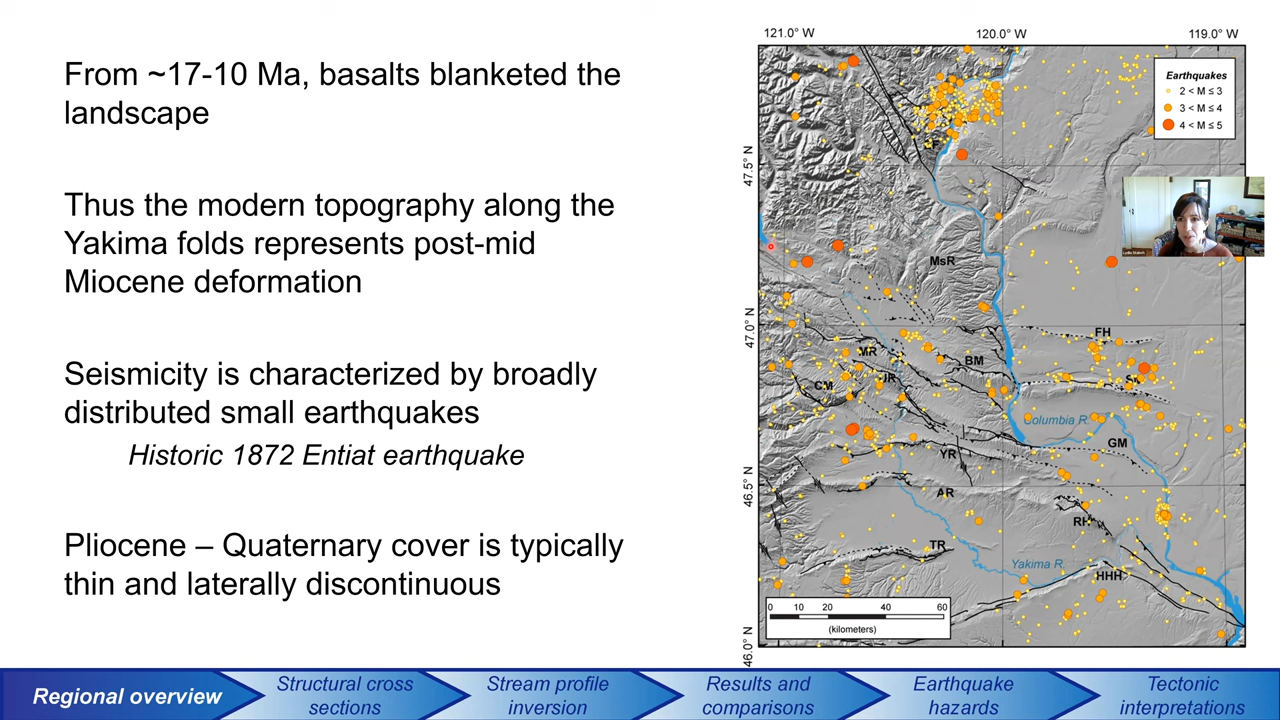 From ~17-10 Ma, basalts blanketed the
landscape
Thus the modern topography along the
Yakima folds represents post-mid
Miocene deformation
Seismicity is characterized by broadly
distributed small earthquakes
Historic 1872 Entiat earthquake
Pliocene – Quaternary cover is typically
thin and laterally discontinuous
121.0° W
120.0° W
119.0° W
Earthquakes
2 < M ≤ 3
3 < M ≤ 4
4 < M ≤ 5
47.5° N
47.0° N
46.5° N
46.0° N
MsR
FH
MR
BM
CM
Columbia R.
GM
YR
AR
RH
TR
Yakima R.
HHH
0 10 20 40 60
(kilometers)
Regional overview
Structural cross
sections
Stream profile
inversion
Results and
comparisons
Earthquake
hazards
Tectonic
interpretations